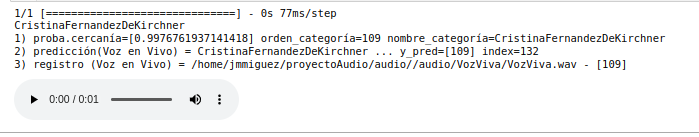 1/1 [==============================] - 0s 77ms/step
CristinaFernandezDeKirchner
1) proba.cercanía=[0.9976761937141418] orden_categoría=109 nombre_categoría=CristinaFernandezDeKirchner
2) predicción(Voz en Vivo) = CristinaFernandezDeKirchner ... y_pred=[109] index=132
3) registro (Voz en Vivo) = /home/jmmiguez/proyectoAudio/audio//audio/VozViva/VozViva.wav - [109]
0:00 / 0:01